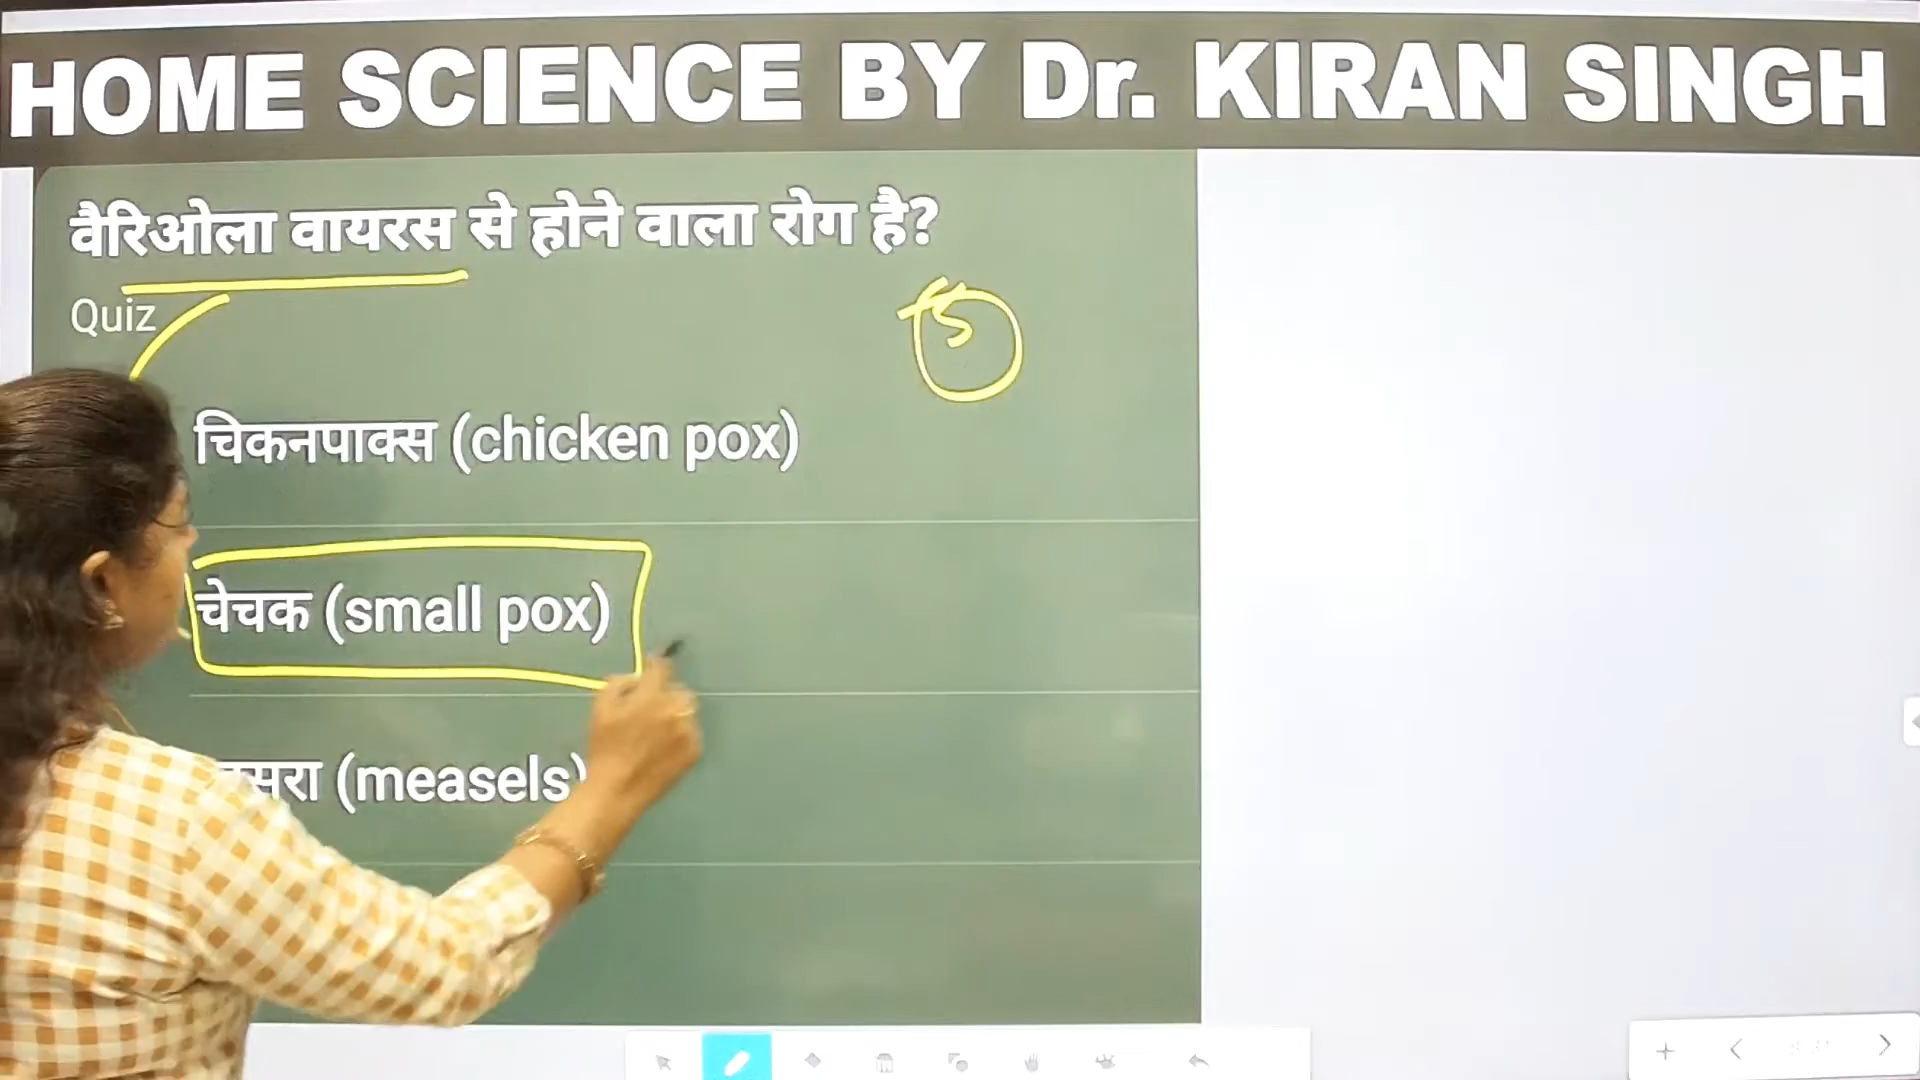 HOME SCIENCE BY Dr. KIRAN SINGH
वैरिओला वायरस से होने वाला रोग है?
Quiz
चिकनपाक्स (chicken pox)
चेचक (small pox)
(measels)